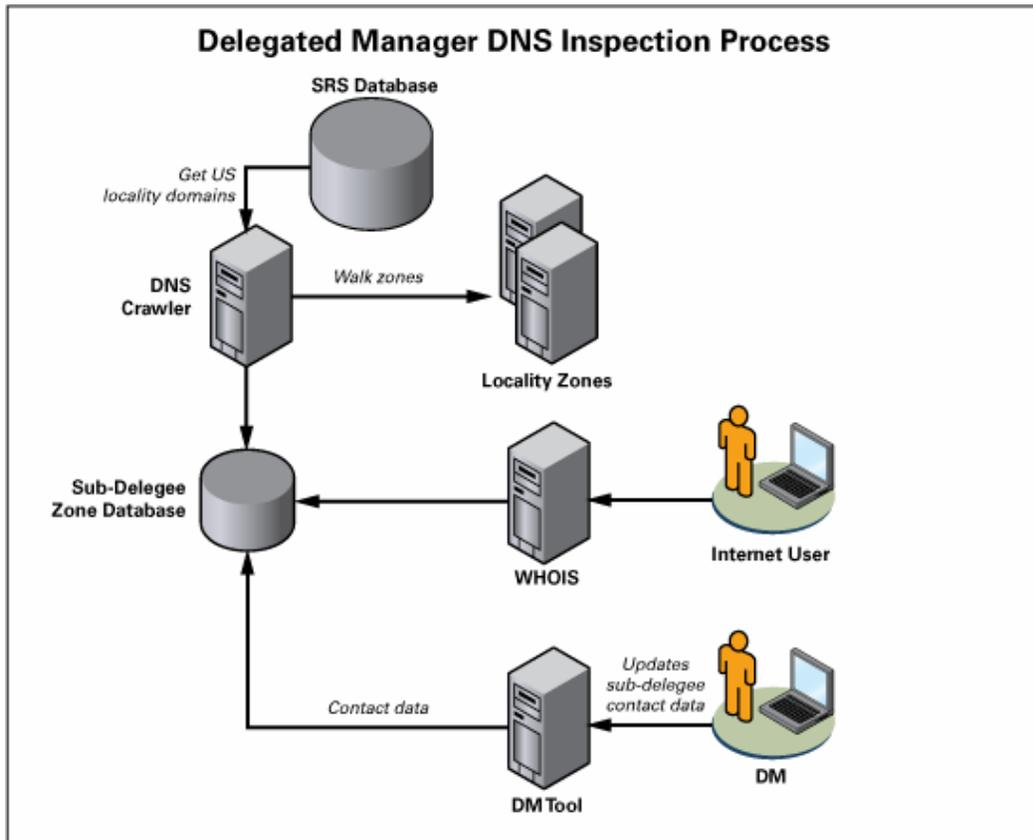 Delegated Manager DNS Inspection Process
SRS Database
Get US
locality domains
DNS
Crawler
Walk zones
Locality Zones
Sub-Delegee
Zone Database
WHOIS
Internet User
Updates
sub-delegee
contact data
Contact data
DM Tool
DM